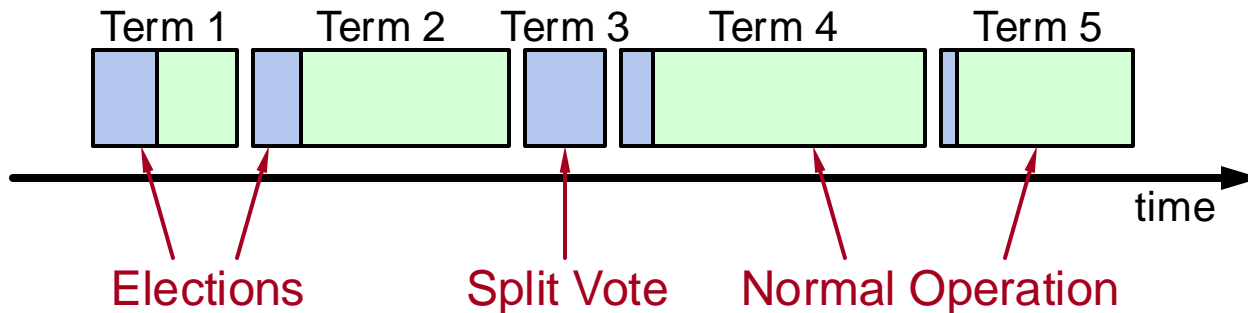 Term 1 Term 2 Term 3 Term 4 Term 5
time
Elections Split Vote Normal Operation